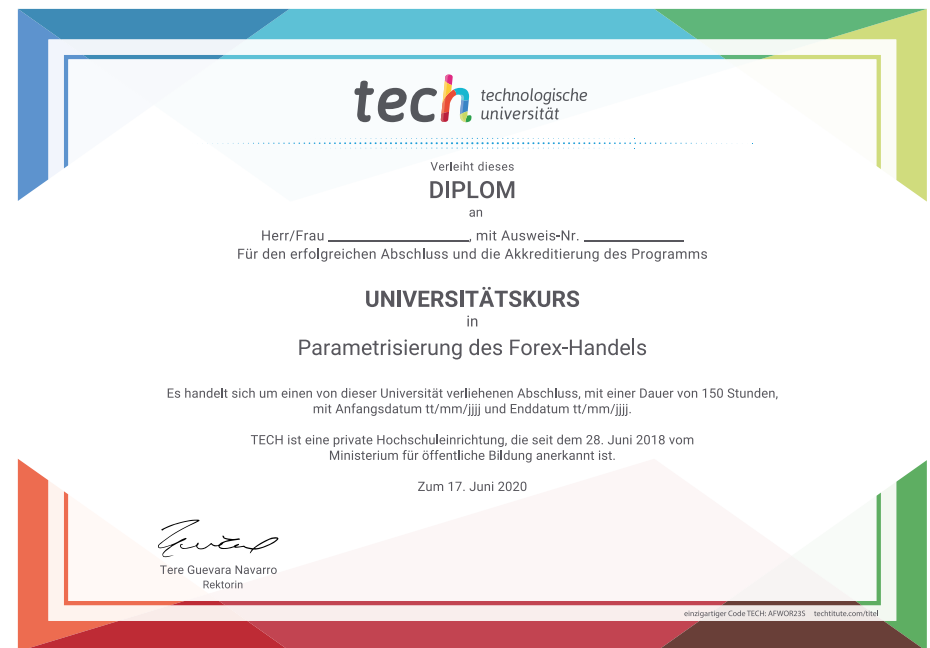 tech technologische
universität
Verleiht dieses
DIPLOM
an
Herr/Frau ____________, mit Ausweis-Nr. ____________
Für den erfolgreichen Abschluss und die Akkreditierung des Programms
UNIVERSITÄTSKURS
in
Parametrisierung des Forex-Handels
Es handelt sich um einen von dieser Universität verliehenen Abschluss, mit einer Dauer von 150 Stunden,
mit Anfangsdatum tt/mm/jjjj und Enddatum tt/mm/jjjj.
TECH ist eine private Hochschuleinrichtung, die seit dem 28. Juni 2018 vom
Ministerium für öffentliche Bildung anerkannt ist.
Zum 17. Juni 2020
Tere Guevara Navarro
Rektorin
einzigartiger Code TECH: AFWOR23S techtitute.com/titel